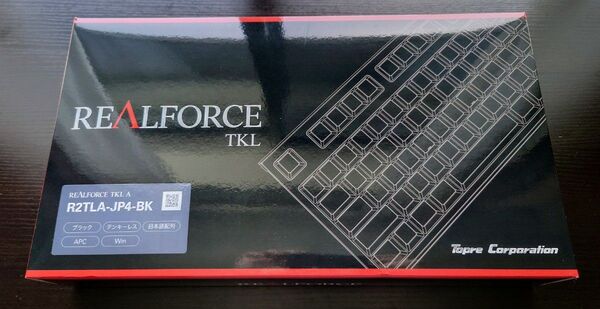 REALFORCE
TKL
REALFORCE TKL A
R2TLA-JP4-BK
ブラック テンキーレス 日本語配列
APC Win
Topre Corporation
REALFORCE